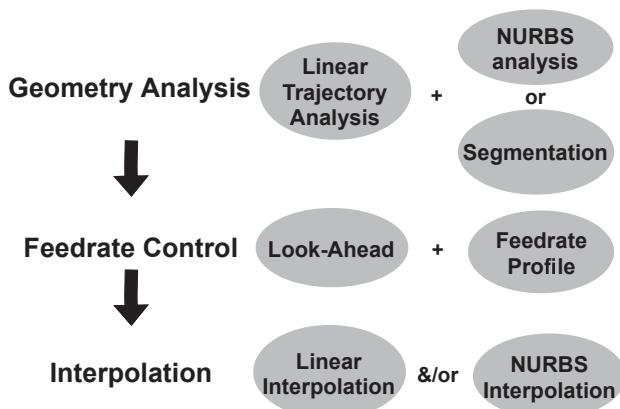 Geometry Analysis
Linear
Trajectory
Analysis
+
NURBS
analysis
or
Segmentation
Feedrate Control
Look-Ahead
+
Feedrate
Profile
Interpolation
Linear
Interpolation
&/or
NURBS
Interpolation